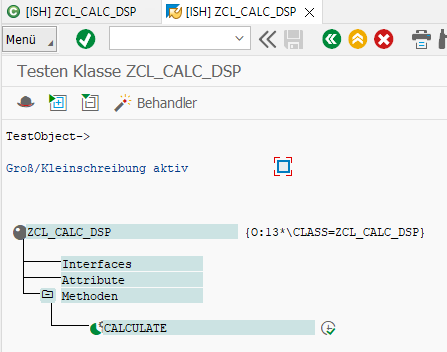 [ISH] ZCL_CALC_DSP
[ISH] ZCL_CALC_DSP
Menü
Testen Klasse ZCL_CALC_DSP
Behandler
TestObject->
Groß/Kleinschreibung aktiv
ZCL_CALC_DSP {O:13*\CLASS=ZCL_CALC_DSP}
Interfaces
Attribute
Methoden
CALCULATE